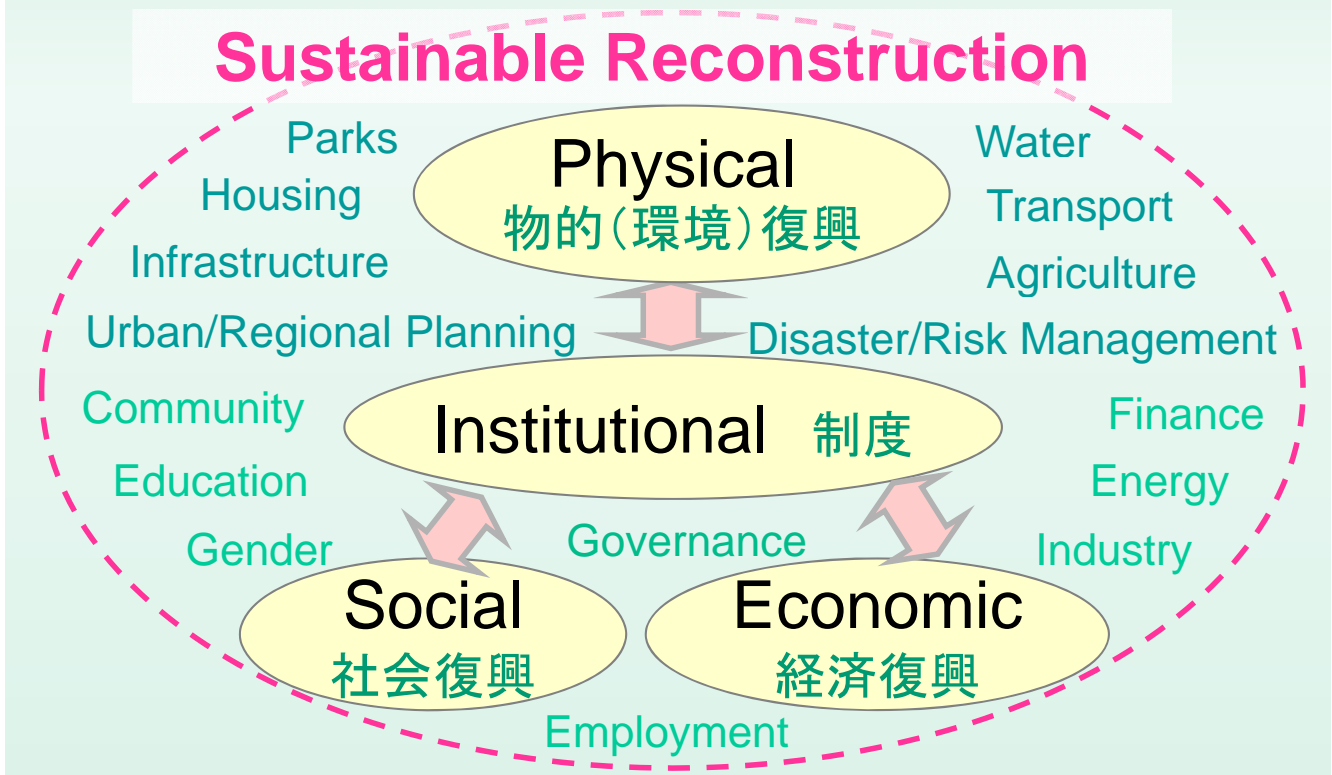 Sustainable Reconstruction
Parks
Physical
Water
Housing
物的(環境)復興
Transport
Infrastructure
Agriculture
Urban/Regional Planning
Disaster/Risk Management
Community
Institutional 制度
Finance
Education
Energy
Gender
Governance
Industry
Social
社会復興
Economic
経済復興
Employment